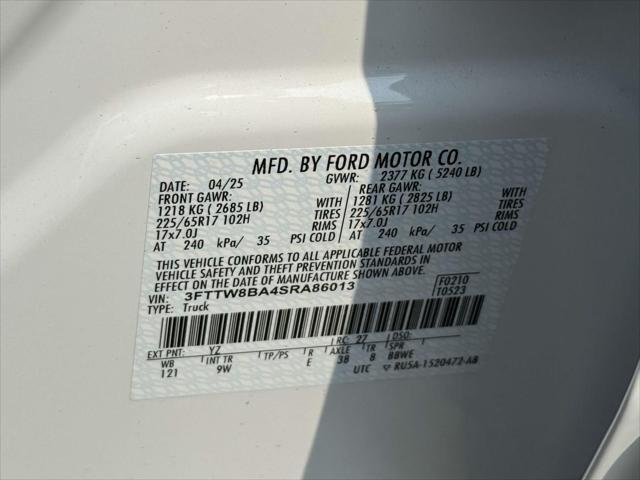 MFD. BY FORD MOTOR CO.
DATE: 04/25 GVWR: 2377 KG ( 5240 LB)
FRONT GAWR: REAR GAWR:
1218 KG ( 2685 LB) WITH 1281 KG ( 2825 LB) WITH
225/65R17 102H TIRES 225/65R17 102H TIRES
17x7.0J RIMS 17x7.0J RIMS
AT 240 kPa/ 35 PSI COLD AT 240 kPa/ 35 PSI COLD
THIS VEHICLE CONFORMS TO ALL APPLICABLE FEDERAL MOTOR
VEHICLE SAFETY AND THEFT PREVENTION STANDARDS IN
EFFECT ON THE DATE OF MANUFACTURE SHOWN ABOVE.
VIN: 3FTTW8BA4SRA86013 F0210
TYPE: Truck T0523
EXT PNT: YZ RC: 27 DSO:
WB INT TR TP/PS R AXLE TR SPR
121 9W E 38 8 BBWE
UTC ▽ RU5A-1520472-AB